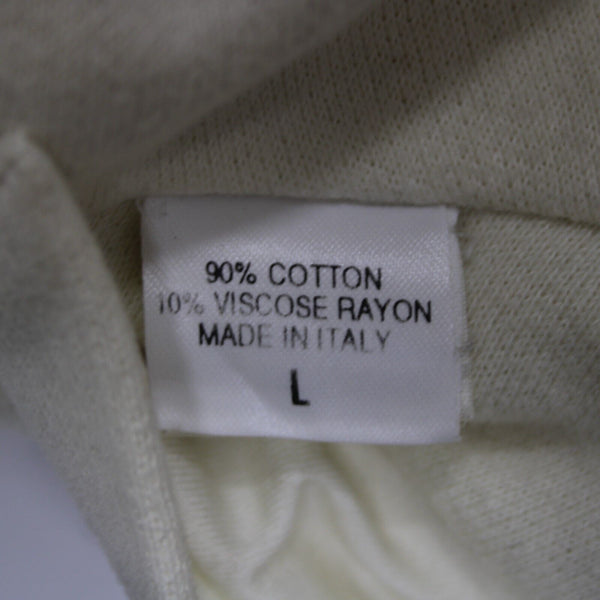 90% COTTON
10% VISCOSE RAYON
MADE IN ITALY
L